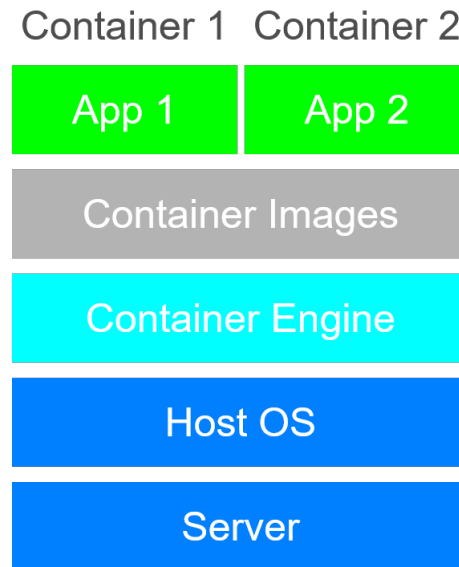 Container 1 Container 2
App 1 App 2
Container Images
Container Engine
Host OS
Server